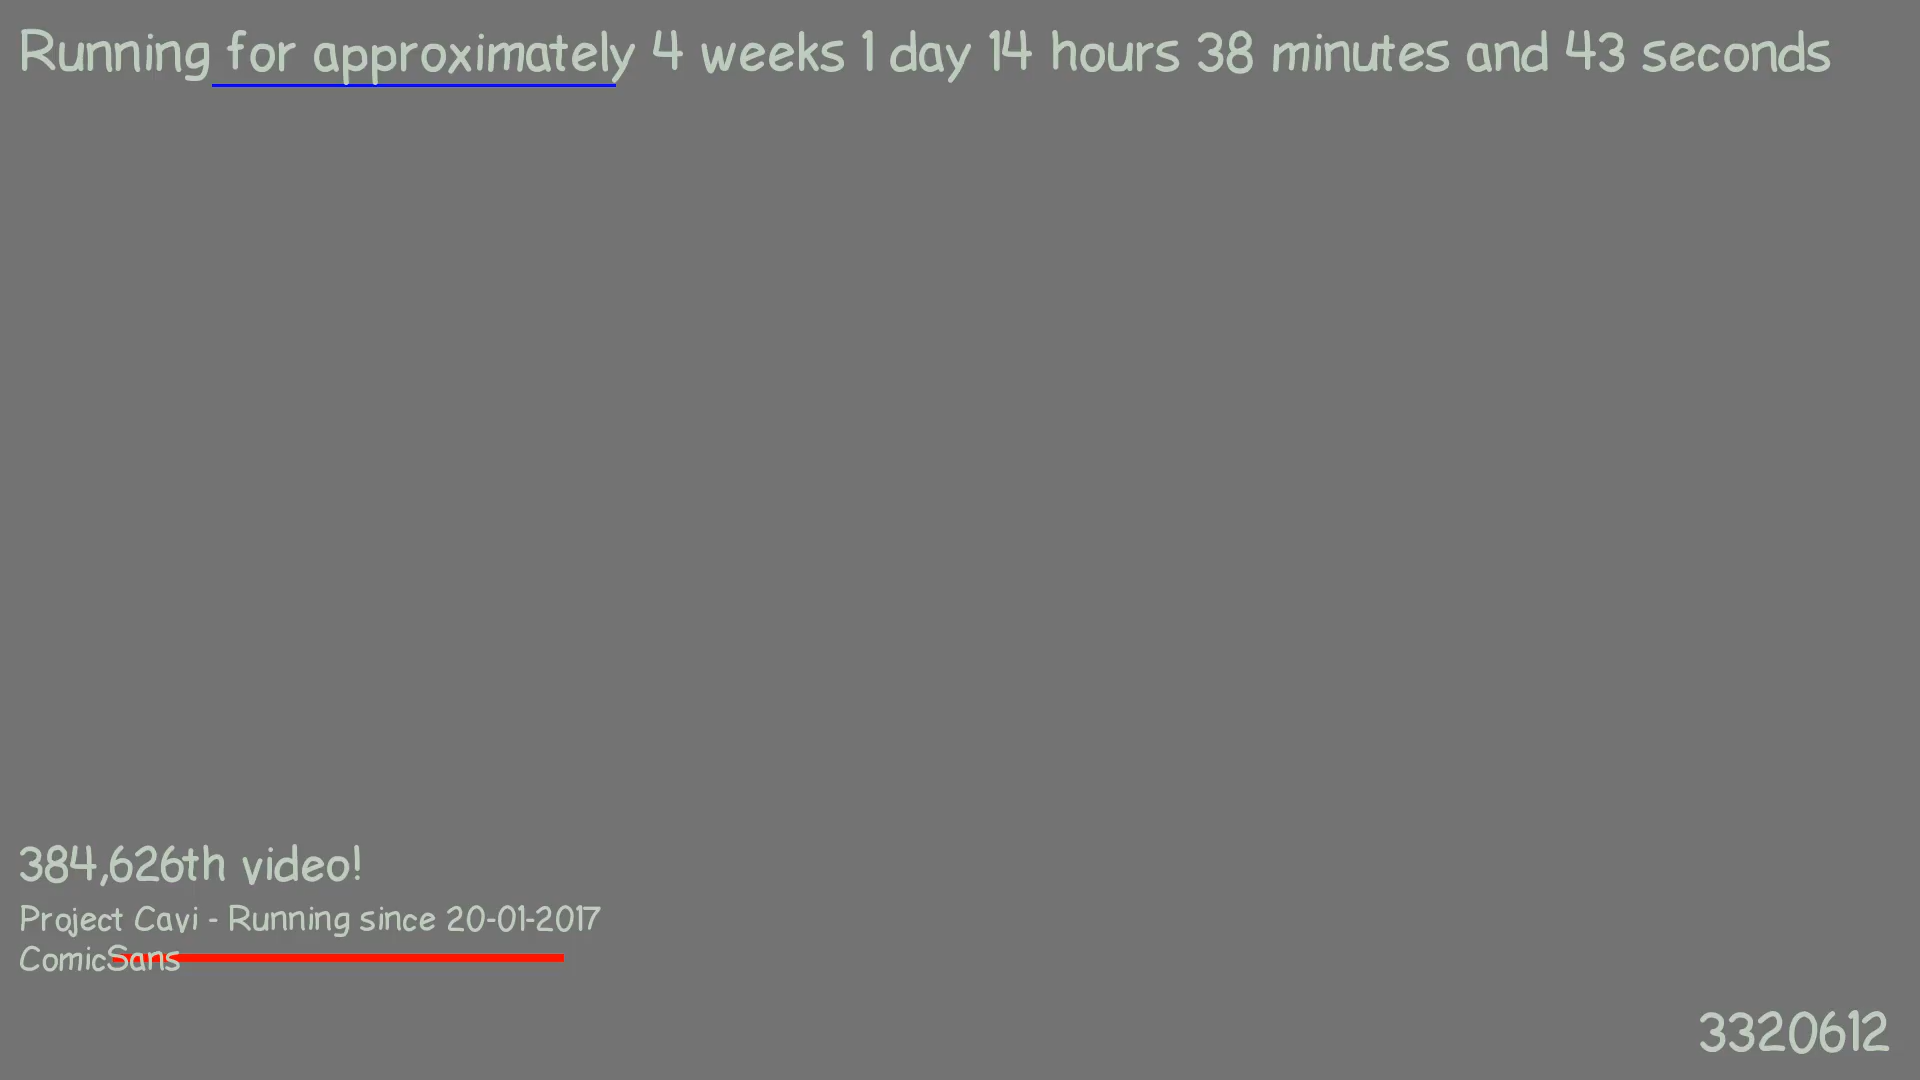 Running for approximately 4 weeks 1 day 14 hours 38 minutes and 43 seconds
384,626th video!
Project Cavi - Running since 20-01-2017
ComicSans
3320612